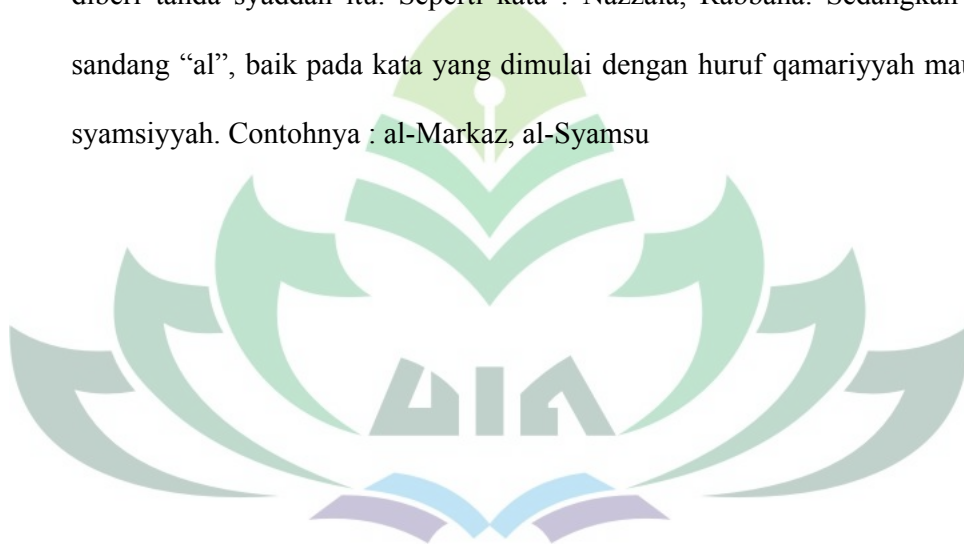 diberi tanda syaddah itu. Seperti kata : Nazzala, Rabbana. Sedangkan
sandang “al”, baik pada kata yang dimulai dengan huruf qamariyyah
syamsiyyah. Contohnya : al-Markaz, al-Syamsu
UIN